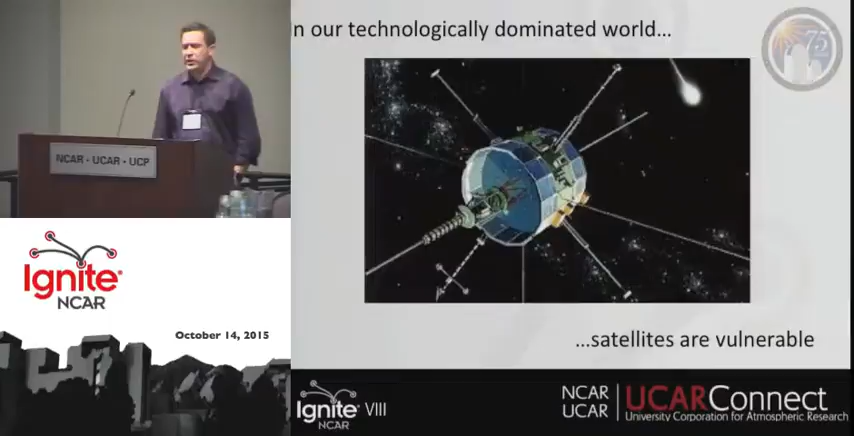 In our technologically dominated world...
75
NCAR • UCAR • UCP
Ignite
NCAR
October 14, 2015
...satellites are vulnerable
Ignite VIII
NCAR
NCAR
UCAR
UCARConnect
University Corporation for Atmospheric Research